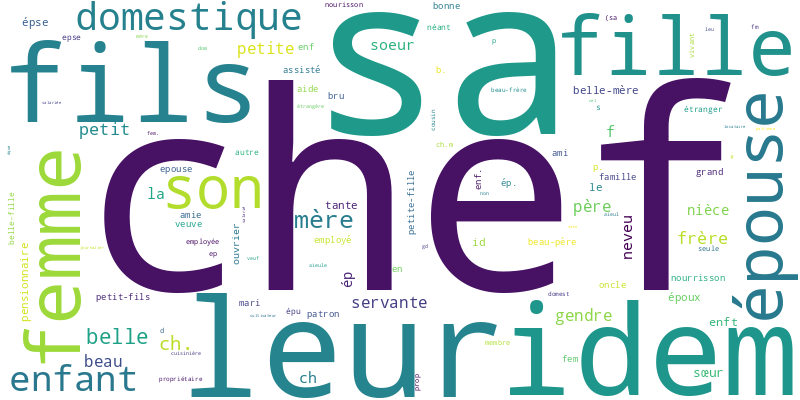 nourisson
bonne
domestique
épse
néant
(sa
leu
fm
sa
fille
fils
epse
petite
enf
soeur
p
vivant
assisté
b.
beau-frère
belle-mère
aide
bru
étrangère
s
étranger
petit
fem.
cousin
chef
f
autre
ch.m
ami
p.
grand
femme
epouse
enf.
ép.
famille
son
la
le
épouse
tante
père
nièce
amie
mère
veuve
belle-fille
petite-fille
neveu
frère
employée
employé
id
beau-père
seule
ouvrier
ep
veuf
gd
pensionnaire
ép
en
oncle
nourrisson
petit-fils
mari
servante
époux
leur
idem
épu
patron
domest
gendre
enft
belle
ch.
d
membre
beau
cuisinière
fem
enfant
propriétaire
ch
prop
sœur